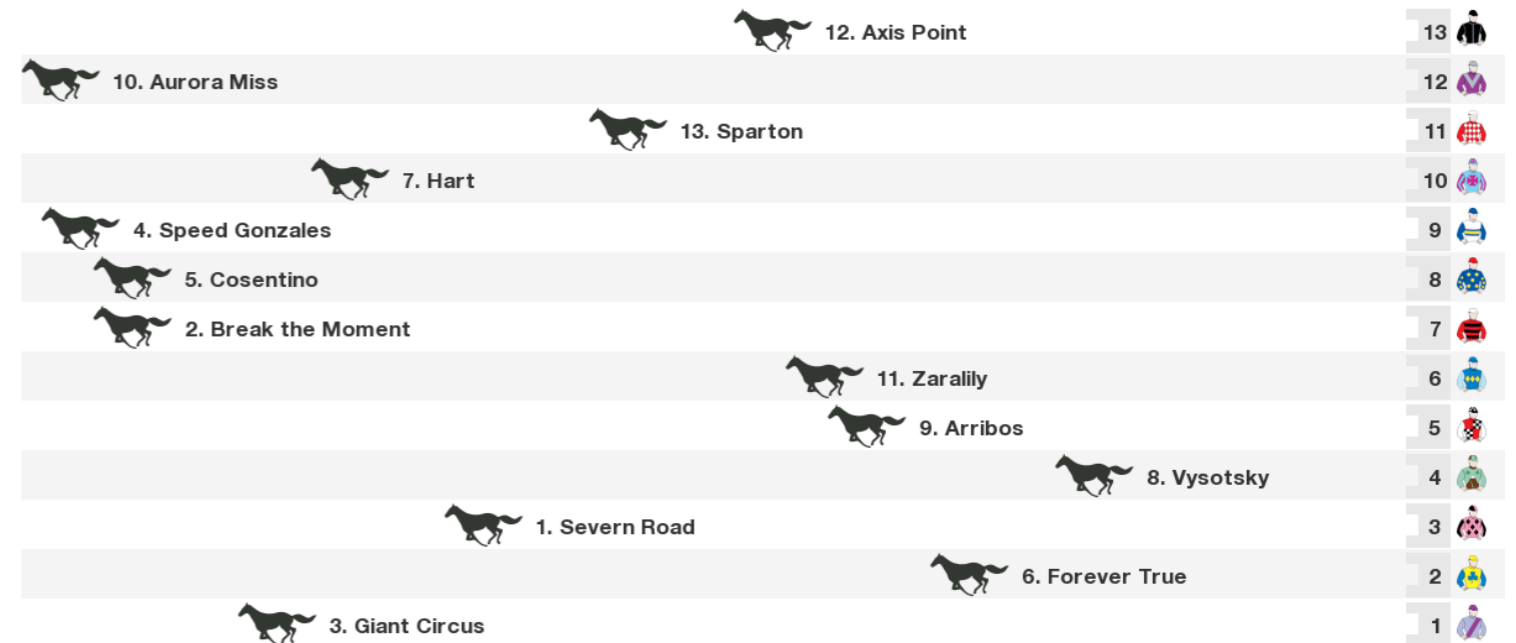 12. Axis Point 13
10. Aurora Miss 12
13. Sparton 11
7. Hart 10
4. Speed Gonzales 9
5. Cosentino 8
2. Break the Moment 7
11. Zaralily 6
9. Arribos 5
8. Vysotsky 4
1. Severn Road 3
6. Forever True 2
3. Giant Circus 1